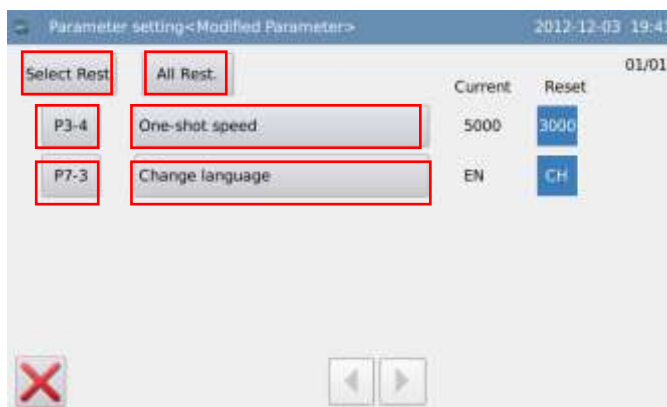 Parameter setting<Modified Parameter> 2012-12-03 19:4
Select Rest. All Rest. 01/01
Current Reset
P3-4 One-shot speed 5000 3000
P7-3 Change language EN CH